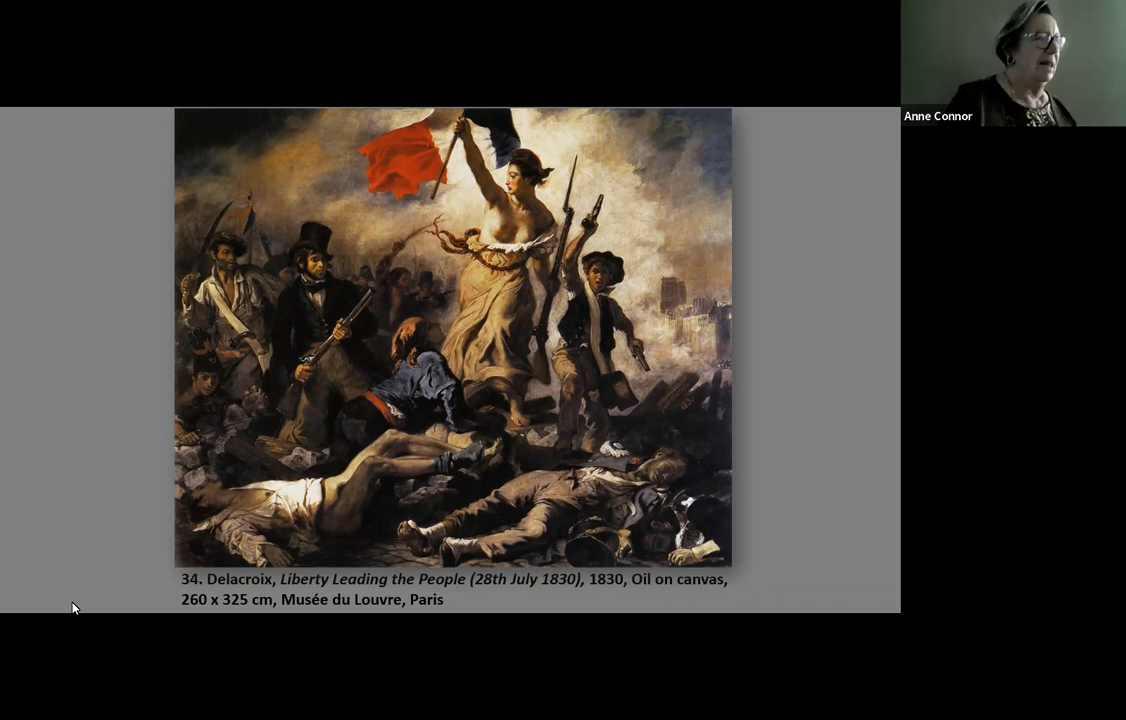 Anne Connor
34. Delacroix, Liberty Leading the People (28th July 1830), 1830, Oil on canvas,
260 x 325 cm, Musée du Louvre, Paris